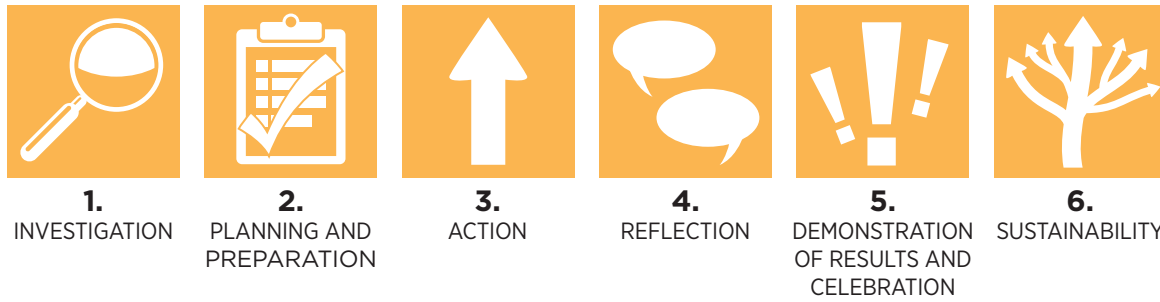 1.
INVESTIGATION
2.
PLANNING AND
PREPARATION
3.
ACTION
4.
REFLECTION
5.
DEMONSTRATION
OF RESULTS AND
CELEBRATION
6.
SUSTAINABILITY